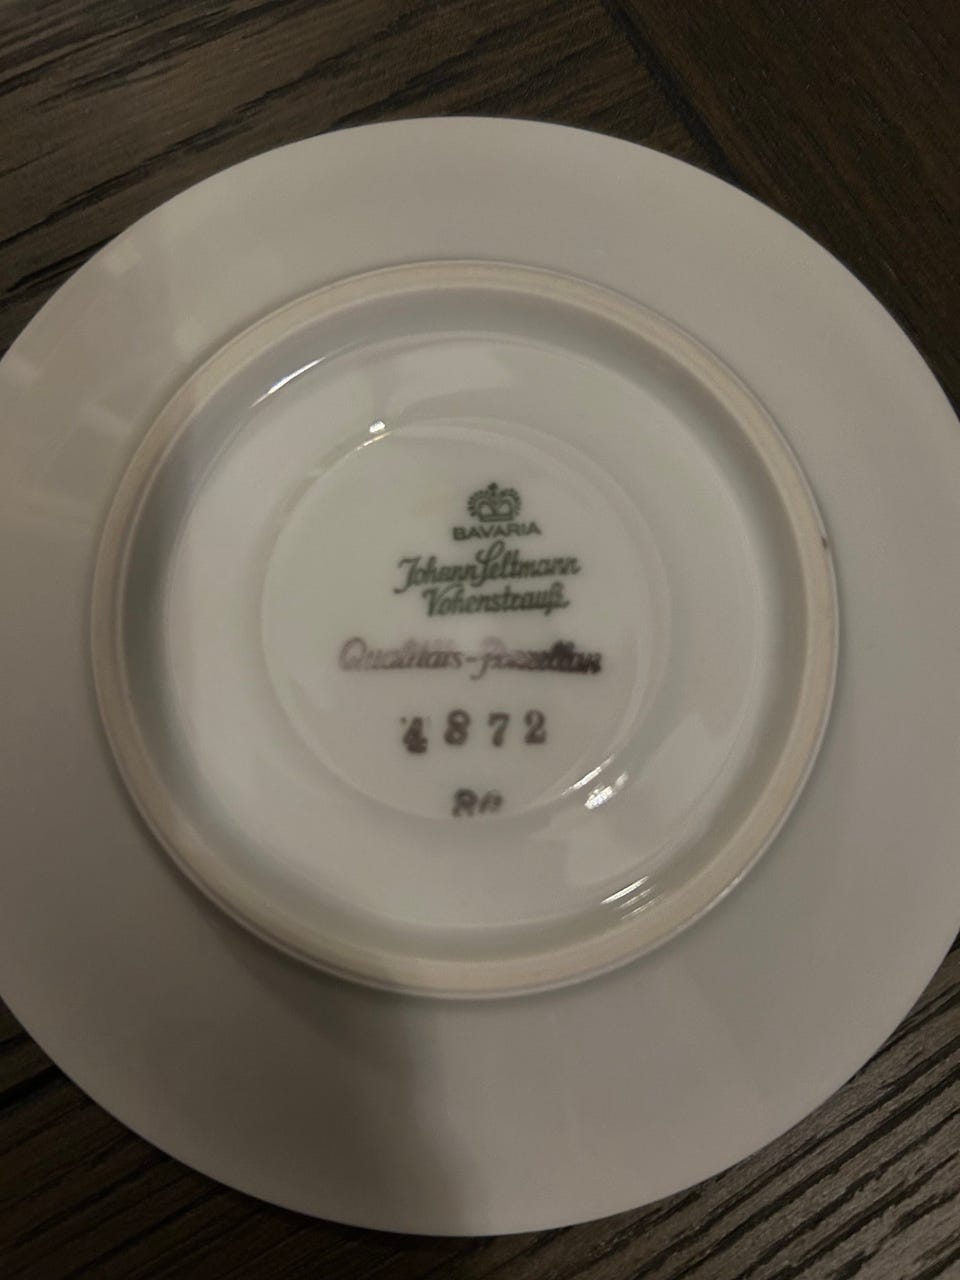 BAVARIA
Johann Seltmann
Vohenstrauß
Qualitäts-Porzellan
4872